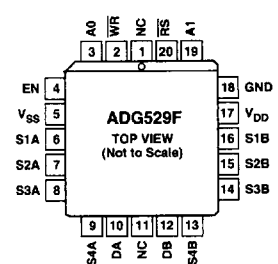 A0 W̅R̅ NC R̅S̅ A1
3 2 1 20 19
EN 4
VSS 5
S1A 6
S2A 7
S3A 8
ADG529F
TOP VIEW
(Not to Scale)
18 GND
17 VDD
16 S1B
15 S2B
14 S3B
9 10 11 12 13
S4A DA NC DB S4B